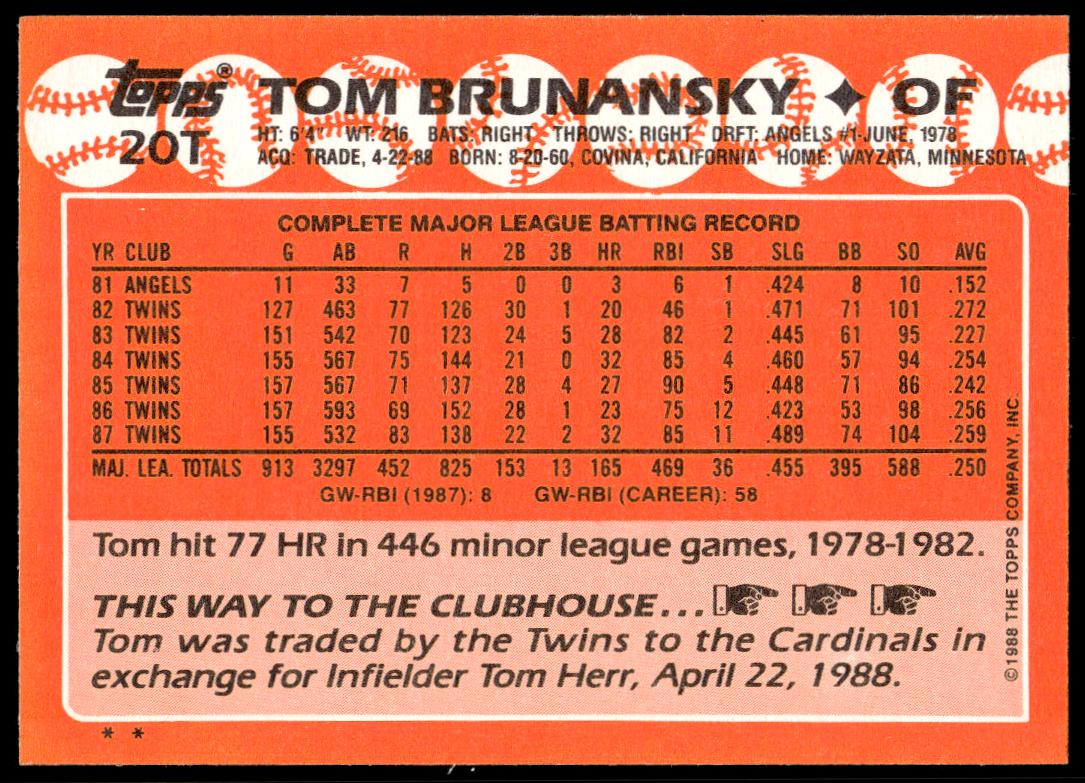 topps® TOM BRUNANSKY ✦ OF
20T
HT: 6'4" WT: 216 BATS: RIGHT THROWS: RIGHT DRFT: ANGELS #1-JUNE, 1978
ACQ: TRADE, 4-22-88 BORN: 8-20-60, COVINA, CALIFORNIA HOME: WAYZATA, MINNESOTA
COMPLETE MAJOR LEAGUE BATTING RECORD
YR CLUB G AB R H 2B 3B HR RBI SB SLG BB SO AVG
81 ANGELS 11 33 7 5 0 0 3 6 1 .424 8 10 .152
82 TWINS 127 463 77 126 30 1 20 46 1 .471 71 101 .272
83 TWINS 151 542 70 123 24 5 28 82 2 .445 61 95 .227
84 TWINS 155 567 75 144 21 0 32 85 4 .460 57 94 .254
85 TWINS 157 567 71 137 28 4 27 90 5 .448 71 86 .242
86 TWINS 157 593 69 152 28 1 23 75 12 .423 53 98 .256
87 TWINS 155 532 83 138 22 2 32 85 11 .489 74 104 .259
MAJ. LEA. TOTALS 913 3297 452 825 153 13 165 469 36 .455 395 588 .250
GW-RBI (1987): 8 GW-RBI (CAREER): 58
Tom hit 77 HR in 446 minor league games, 1978-1982.
THIS WAY TO THE CLUBHOUSE...
Tom was traded by the Twins to the Cardinals in
exchange for Infielder Tom Herr, April 22, 1988.
* *
©1988 THE TOPPS COMPANY, INC.